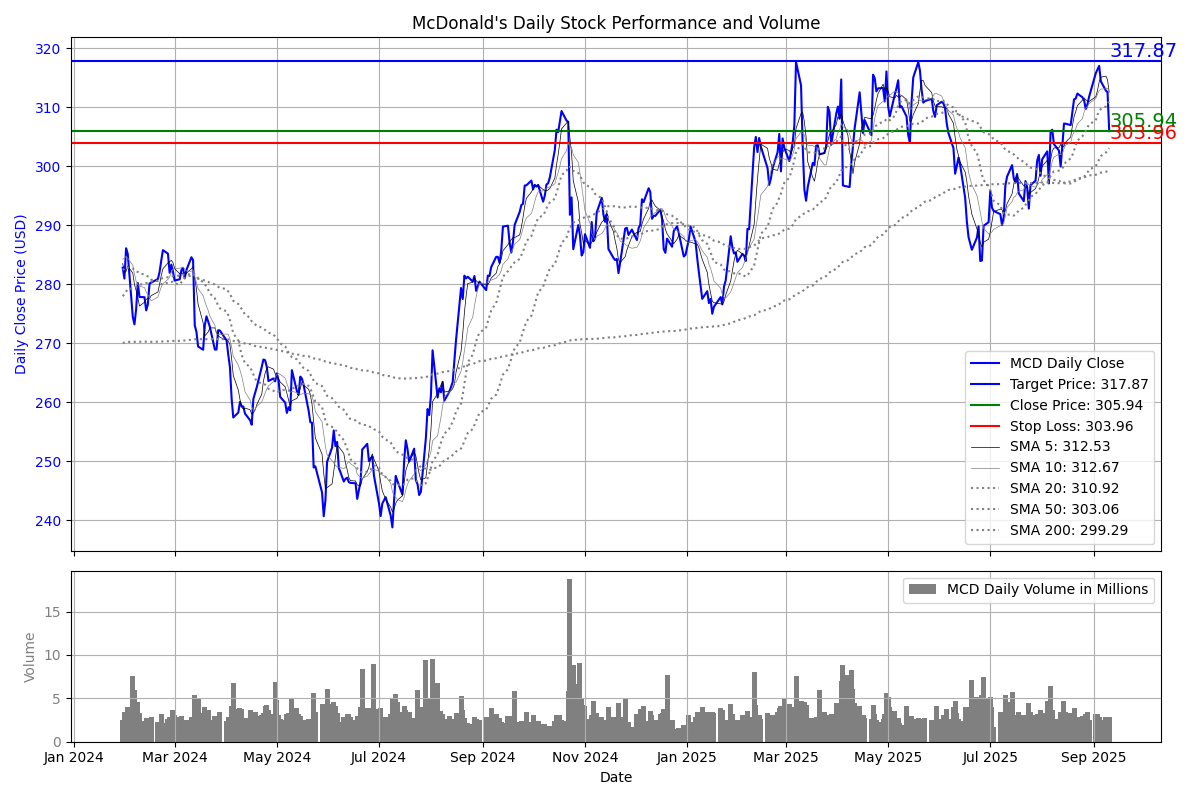 McDonald's Daily Stock Performance and Volume
320
310
300
290
280
270
260
250
240
Daily Close Price (USD)
317.87
305.94
303.96
MCD Daily Close
Target Price: 317.87
Close Price: 305.94
Stop Loss: 303.96
SMA 5: 312.53
SMA 10: 312.67
SMA 20: 310.92
SMA 50: 303.06
SMA 200: 299.29
15
10
5
0
Volume
MCD Daily Volume in Millions
Jan 2024 Mar 2024 May 2024 Jul 2024 Sep 2024 Nov 2024 Jan 2025 Mar 2025 May 2025 Jul 2025 Sep 2025
Date